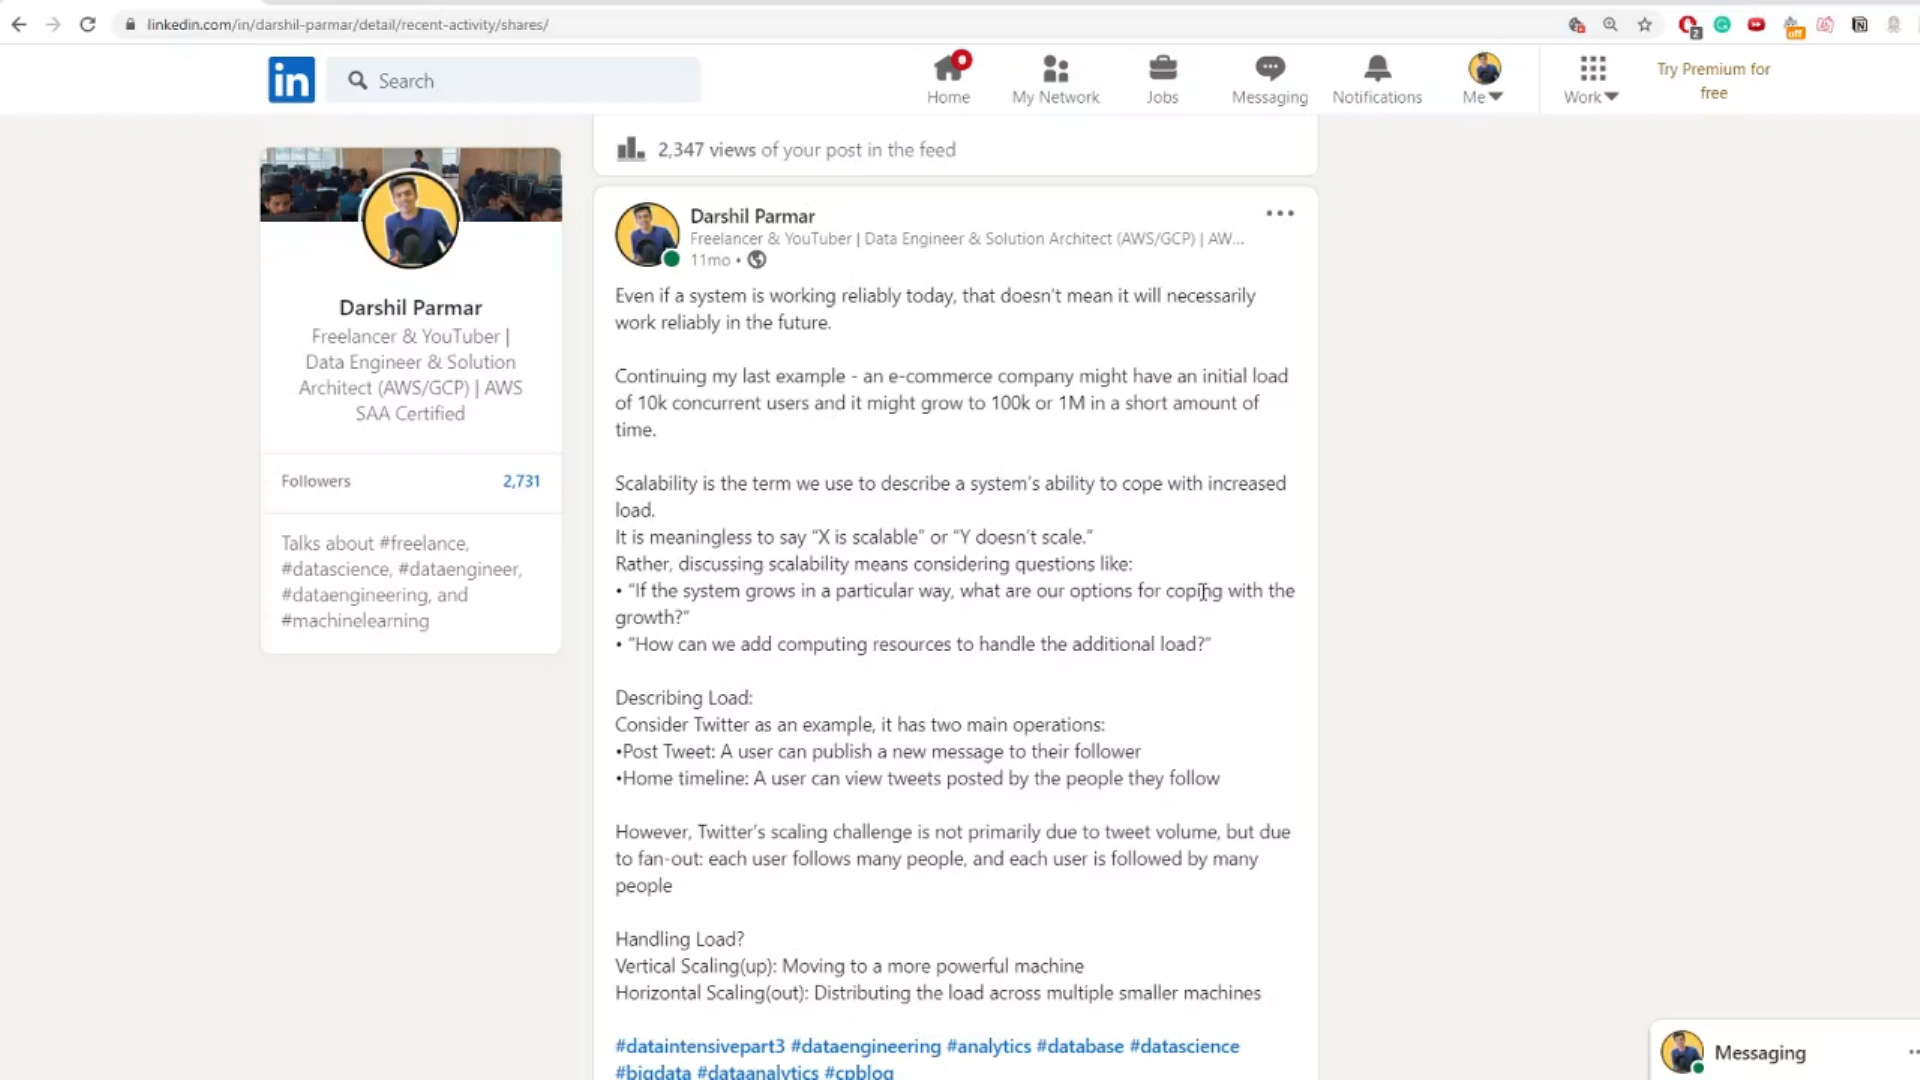 linkedin.com/in/darshil-parmar/detail/recent-activity/shares/
2
off
in
Search
Home
My Network
Jobs
Messaging
Notifications
Me
Work
Try Premium for
free
2,347 views of your post in the feed
Darshil Parmar
Freelancer & YouTuber |
Data Engineer & Solution
Architect (AWS/GCP) | AWS
SAA Certified
Followers 2,731
Talks about #freelance,
#datascience, #dataengineer,
#dataengineering, and
#machinelearning
Darshil Parmar
Freelancer & YouTuber | Data Engineer & Solution Architect (AWS/GCP) | AW...
11mo •
Even if a system is working reliably today, that doesn't mean it will necessarily
work reliably in the future.
Continuing my last example - an e-commerce company might have an initial load
of 10k concurrent users and it might grow to 100k or 1M in a short amount of
time.
Scalability is the term we use to describe a system's ability to cope with increased
load.
It is meaningless to say “X is scalable” or “Y doesn't scale.”
Rather, discussing scalability means considering questions like:
• “If the system grows in a particular way, what are our options for coping with the
growth?”
• “How can we add computing resources to handle the additional load?”
Describing Load:
Consider Twitter as an example, it has two main operations:
•Post Tweet: A user can publish a new message to their follower
•Home timeline: A user can view tweets posted by the people they follow
However, Twitter's scaling challenge is not primarily due to tweet volume, but due
to fan-out: each user follows many people, and each user is followed by many
people
Handling Load?
Vertical Scaling(up): Moving to a more powerful machine
Horizontal Scaling(out): Distributing the load across multiple smaller machines
#dataintensivepart3 #dataengineering #analytics #database #datascience
#bigdata #dataanalytics #cpblog
Messaging